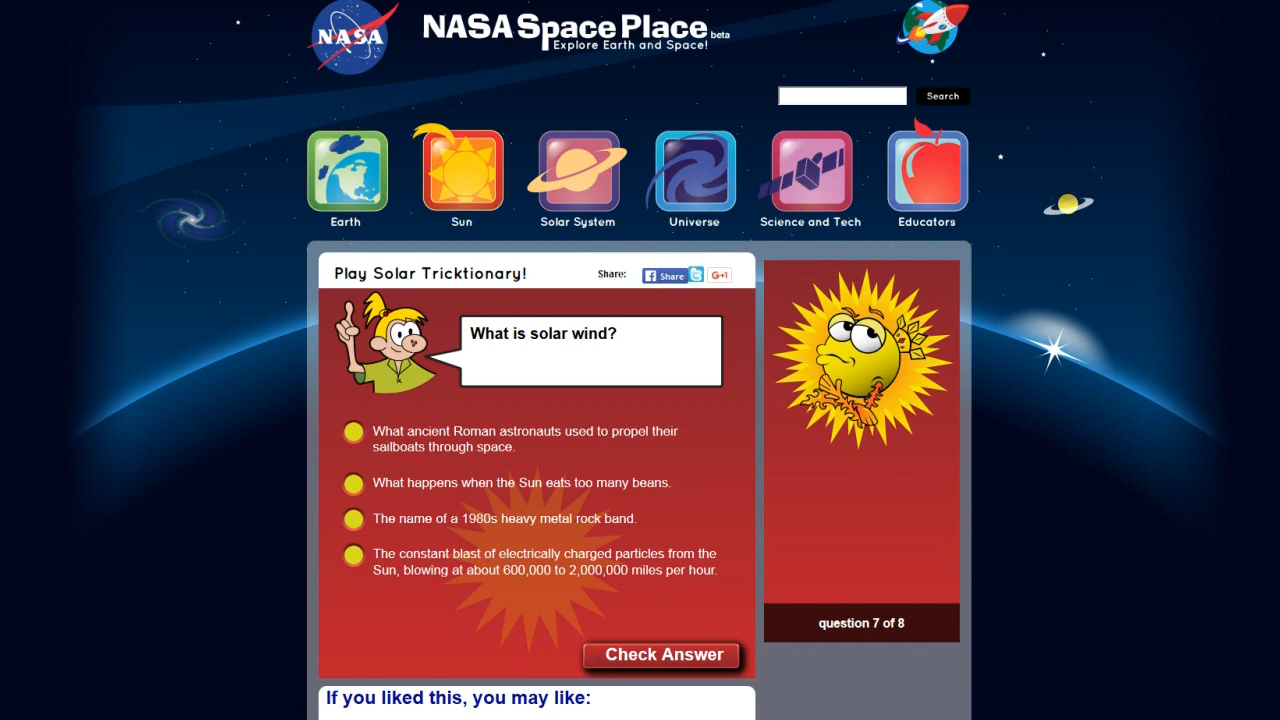 NASA
NASA Space Place beta
Explore Earth and Space!
Search
Earth
Sun
Solar System
Universe
Science and Tech
Educators
Play Solar Tricktionary!
Share:
Share
G+1
What is solar wind?
What ancient Roman astronauts used to propel their
sailboats through space.
What happens when the Sun eats too many beans.
The name of a 1980s heavy metal rock band.
The constant blast of electrically charged particles from the
Sun, blowing at about 600,000 to 2,000,000 miles per hour.
question 7 of 8
Check Answer
If you liked this, you may like: